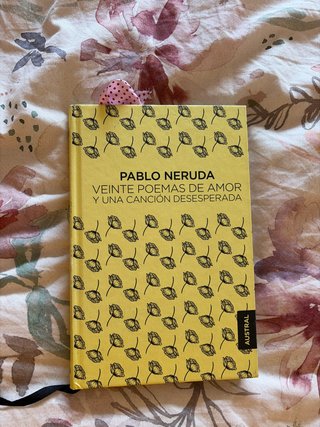 PABLO NERUDA
VEINTE POEMAS DE AMOR
Y UNA CANCIÓN DESESPERADA
AUSTRAL